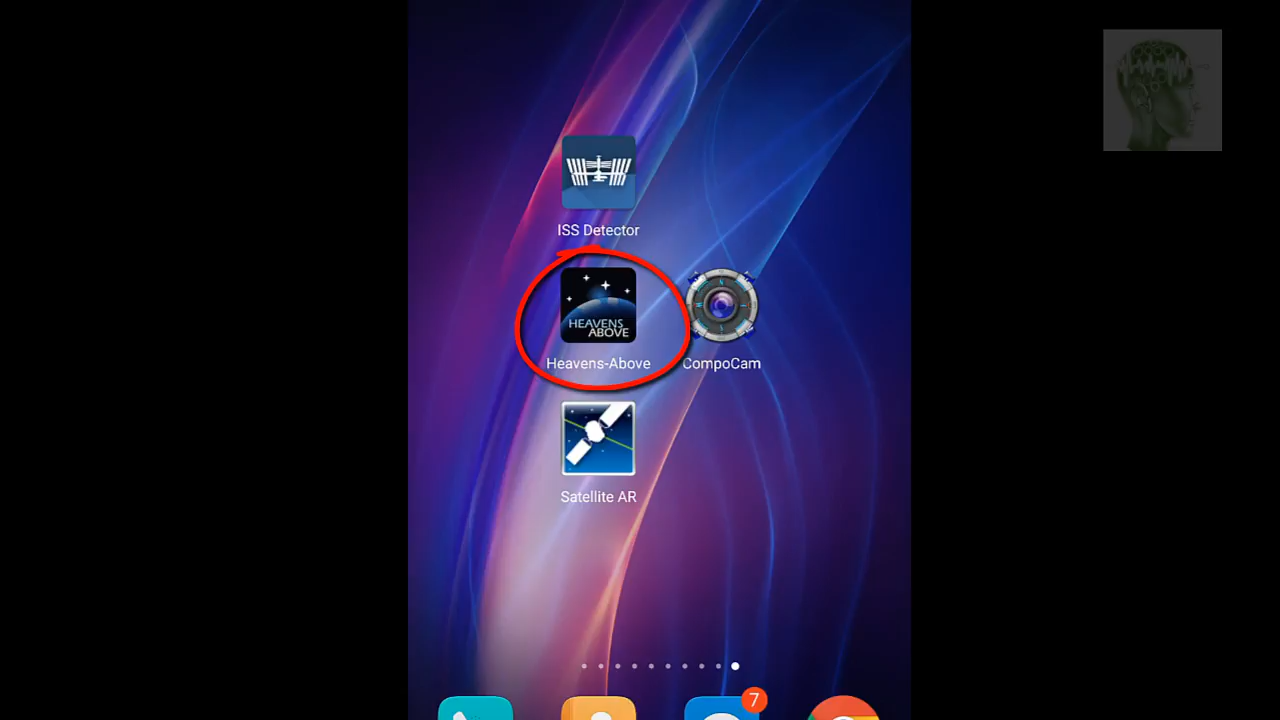 ISS Detector
HEAVENS
ABOVE
Heavens-Above
CompoCam
Satellite AR
7